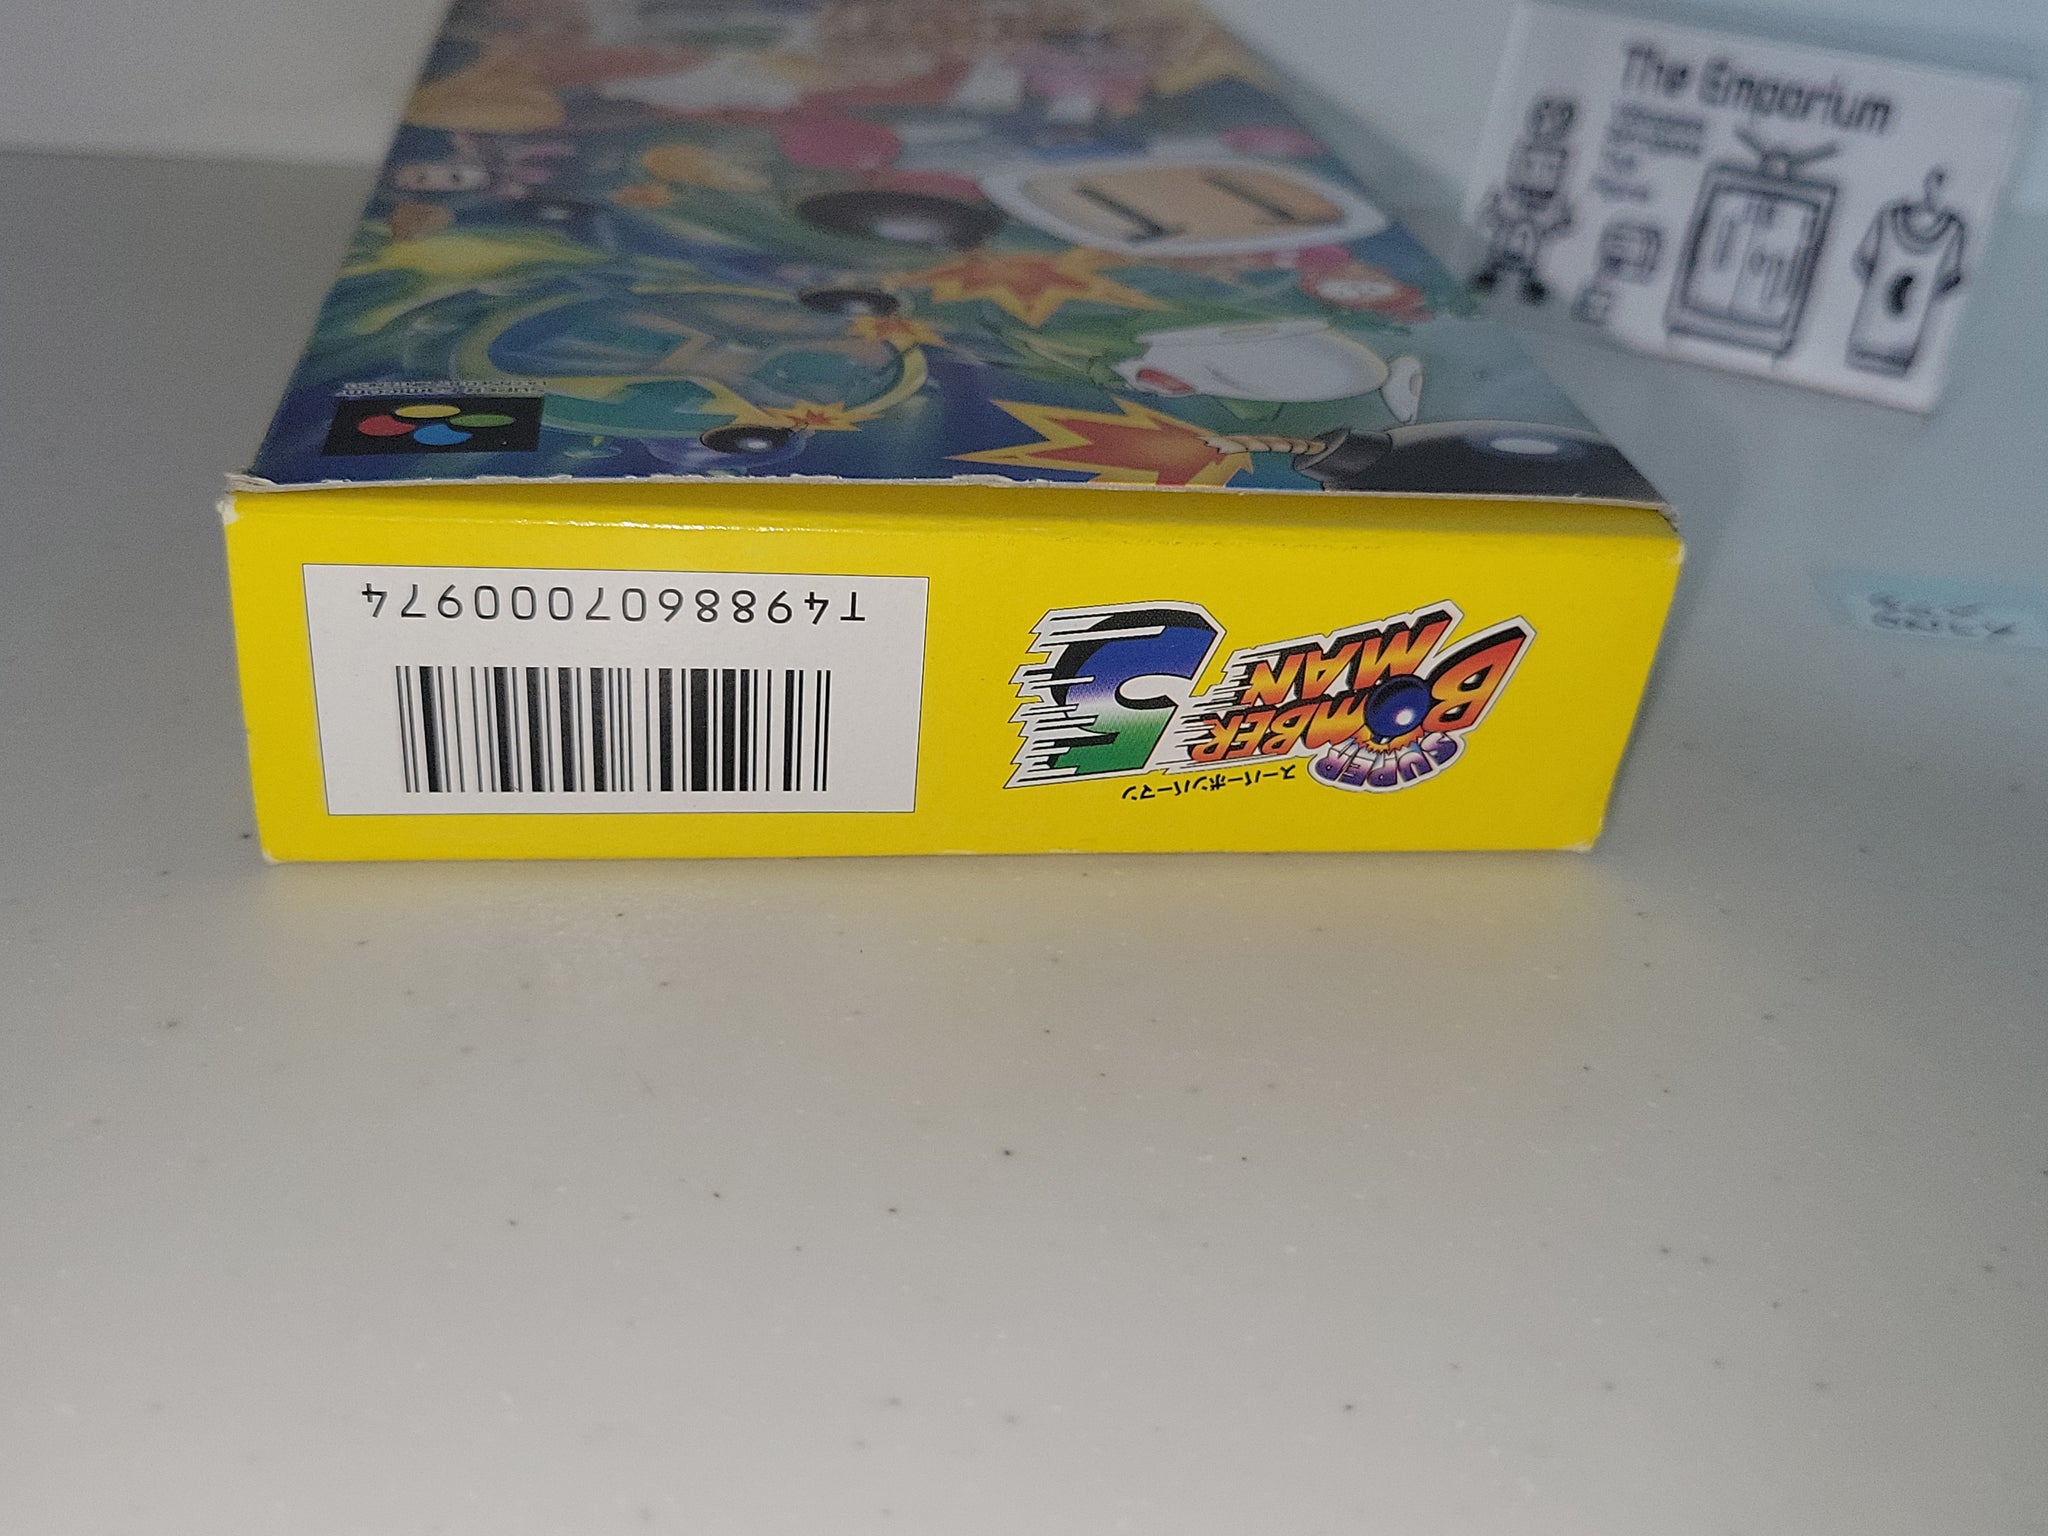 The Emporium
SUPER
BOMBER
MAN
5
スーパーボンバーマン
T4988607000974